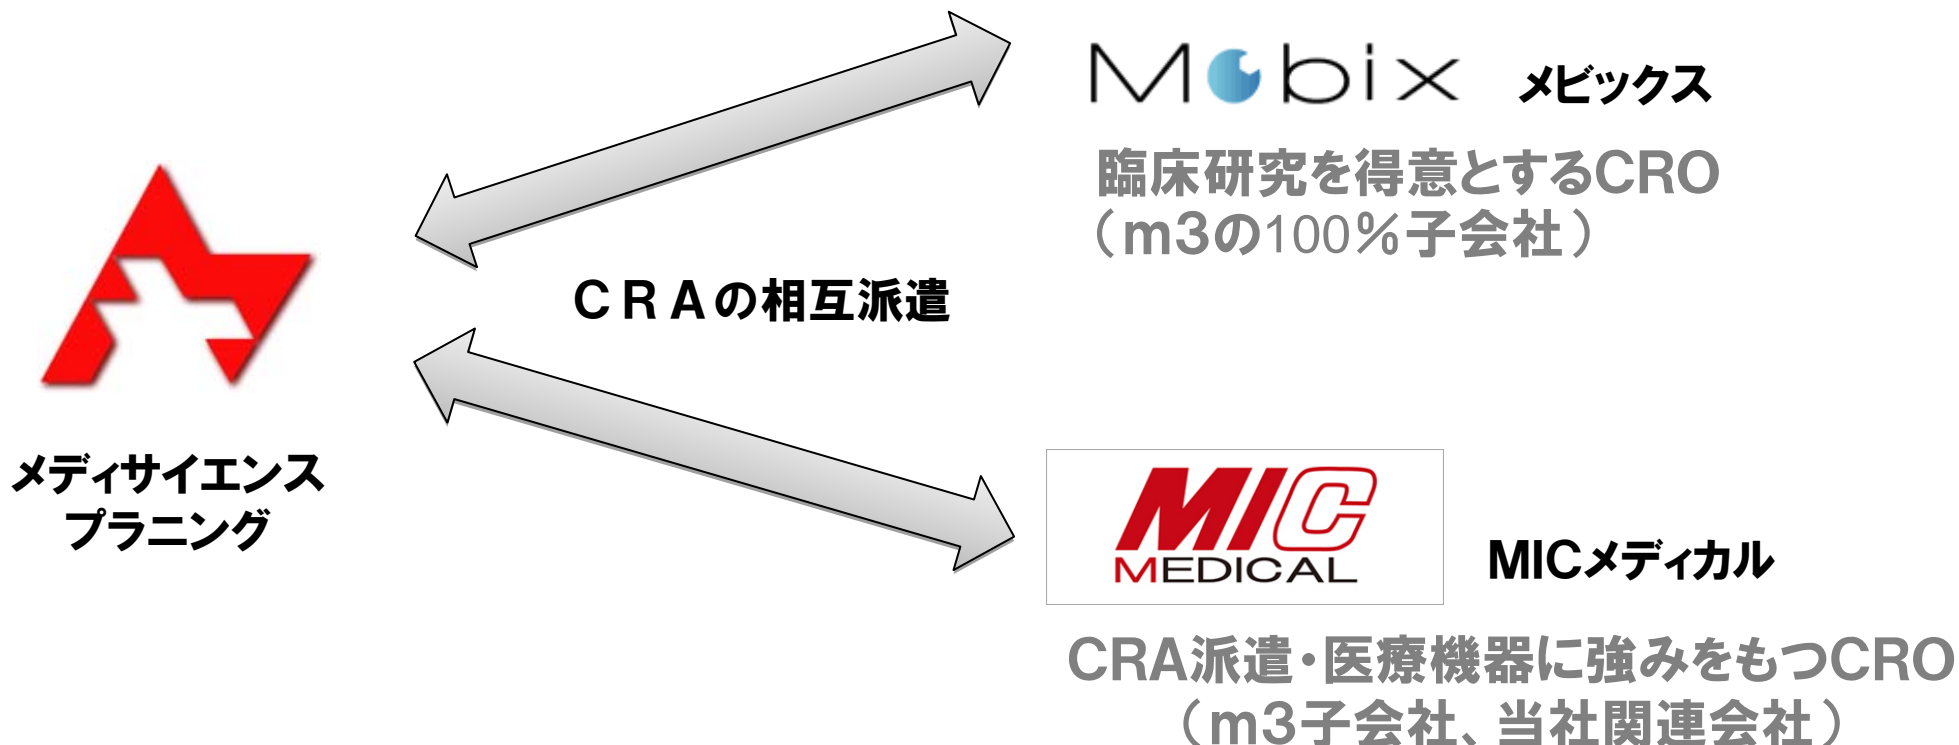 Mebix メビックス
臨床研究を得意とするCRO
（m3の100％子会社）
CRAの相互派遣
メディサイエンス
プラニング
MIC
MEDICAL
MICメディカル
CRA派遣・医療機器に強みをもつCRO
（m3子会社、当社関連会社）